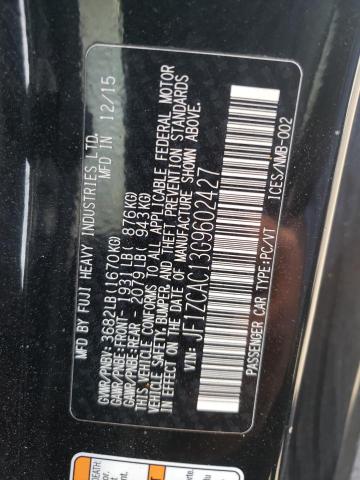 MFD BY FUJI HEAVY INDUSTRIES LTD.
MFD IN 12/15
GVWR/PNBV: 3682LB(1670KG)
GAWR/PNBE:FRONT- 1931LB( 876KG)
GAWR/PNBE:REAR - 2079LB( 943KG)
THIS VEHICLE CONFORMS TO ALL APPLICABLE FEDERAL MOTOR
VEHICLE SAFETY, BUMPER, AND THEFT PREVENTION STANDARDS
IN EFFECT ON THE DATE OF MANUFACTURE SHOWN ABOVE.
JF1ZCAC13G9602427
PASSENGER CAR TYPE:PC/VT
1CES/NMB-002
DEATH